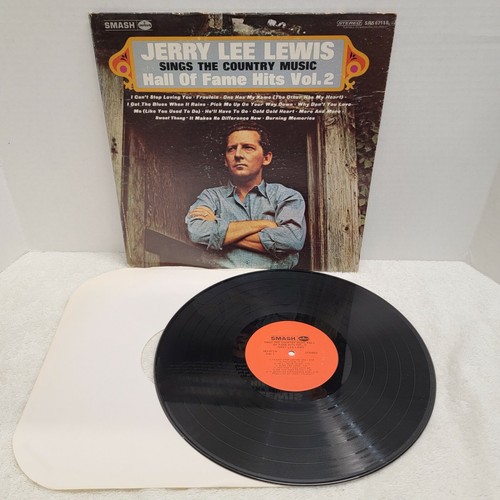 SMASH
STEREO
JERRY LEE LEWIS
SINGS THE COUNTRY MUSIC
Hall Of Fame Hits Vol.2
I Can't Stop Loving You · Fraulein · One Has My Name (The Other Has My Heart) ·
I Get The Blues When It Rains · Pick Me Up On Your Way Down · Why Don't You Love
Me (Like You Used To Do) · He'll Have To Go · Cold Cold Heart · More And More ·
Sweet Thang · It Makes No Difference Now · Burning Memories
SMASH